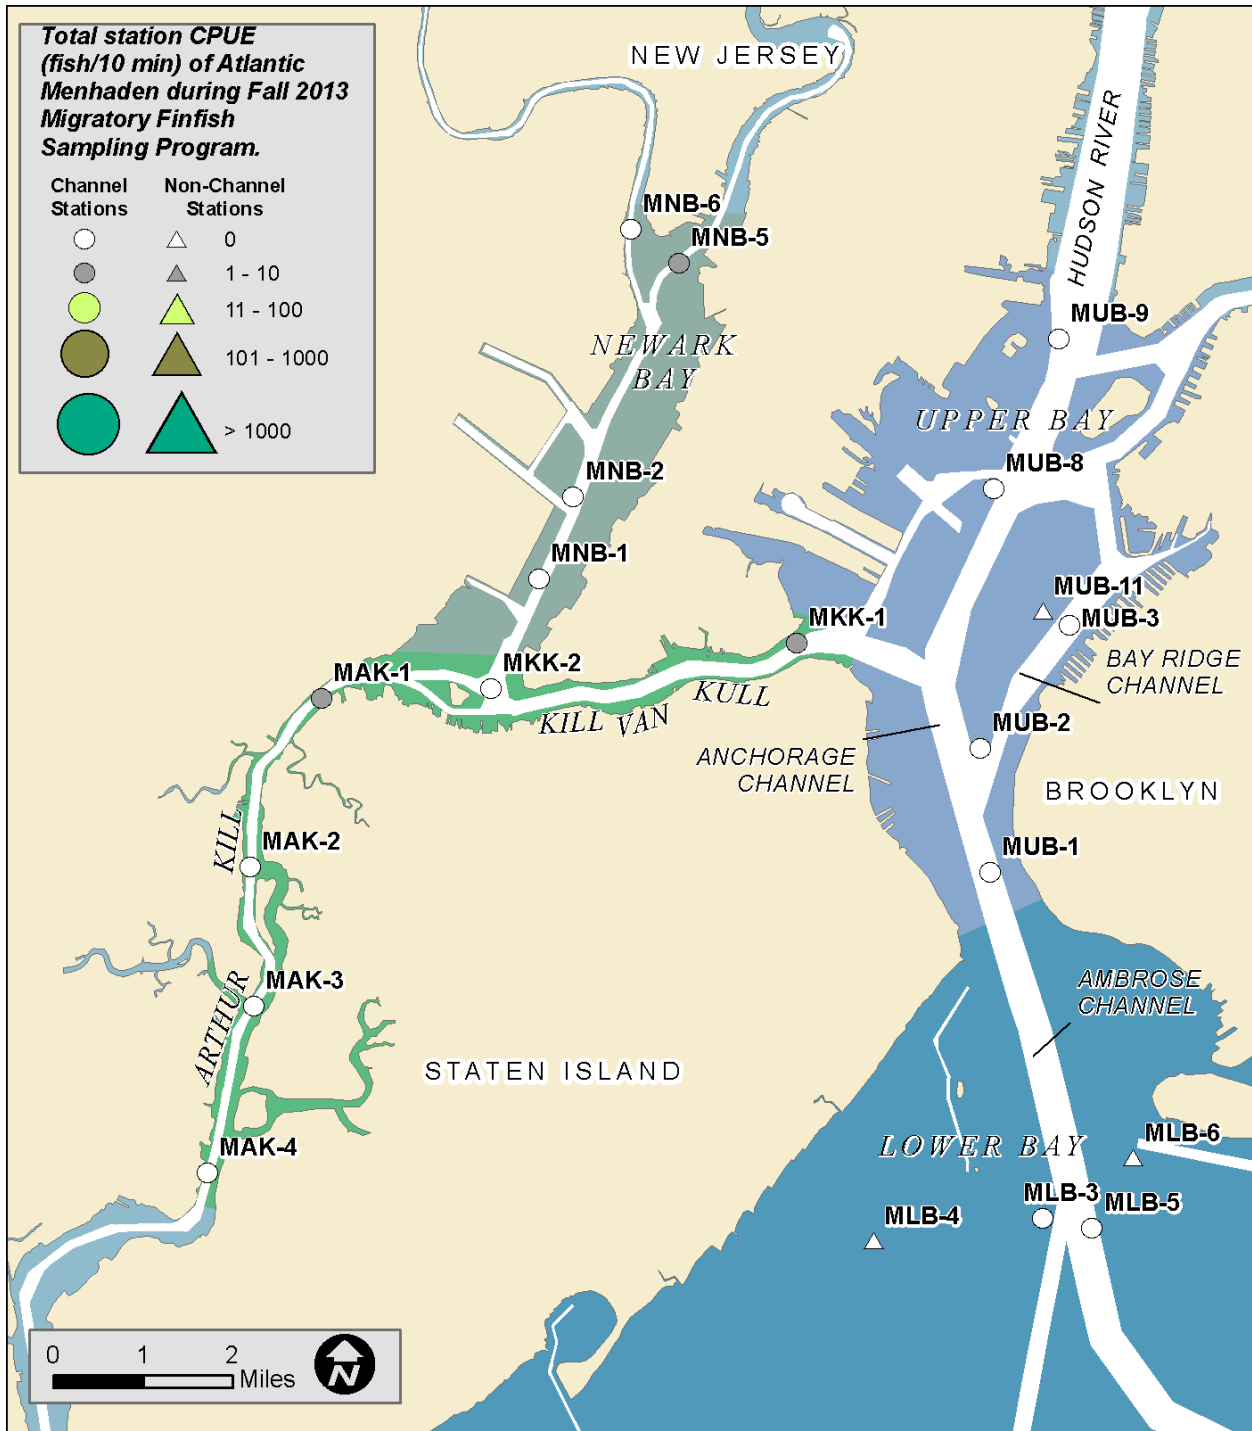 Total station CPUE
(fish/10 min) of Atlantic
Menhaden during Fall 2013
Migratory Finfish
Sampling Program.
Channel Stations
Non-Channel Stations
0
1 - 10
11 - 100
101 - 1000
> 1000
NEW JERSEY
HUDSON RIVER
MNB-6
MNB-5
MUB-9
NEWARK
BAY
UPPER BAY
MNB-2
MUB-8
MNB-1
MUB-11
MKK-1
MUB-3
MAK-1
MKK-2
BAY RIDGE
CHANNEL
KILL VAN KULL
ANCHORAGE
CHANNEL
MUB-2
BROOKLYN
KILL
MAK-2
MUB-1
MAK-3
ARTHUR
AMBROSE
CHANNEL
STATEN ISLAND
MAK-4
LOWER BAY
MLB-6
MLB-3
MLB-4
MLB-5
0 1 2
Miles
N